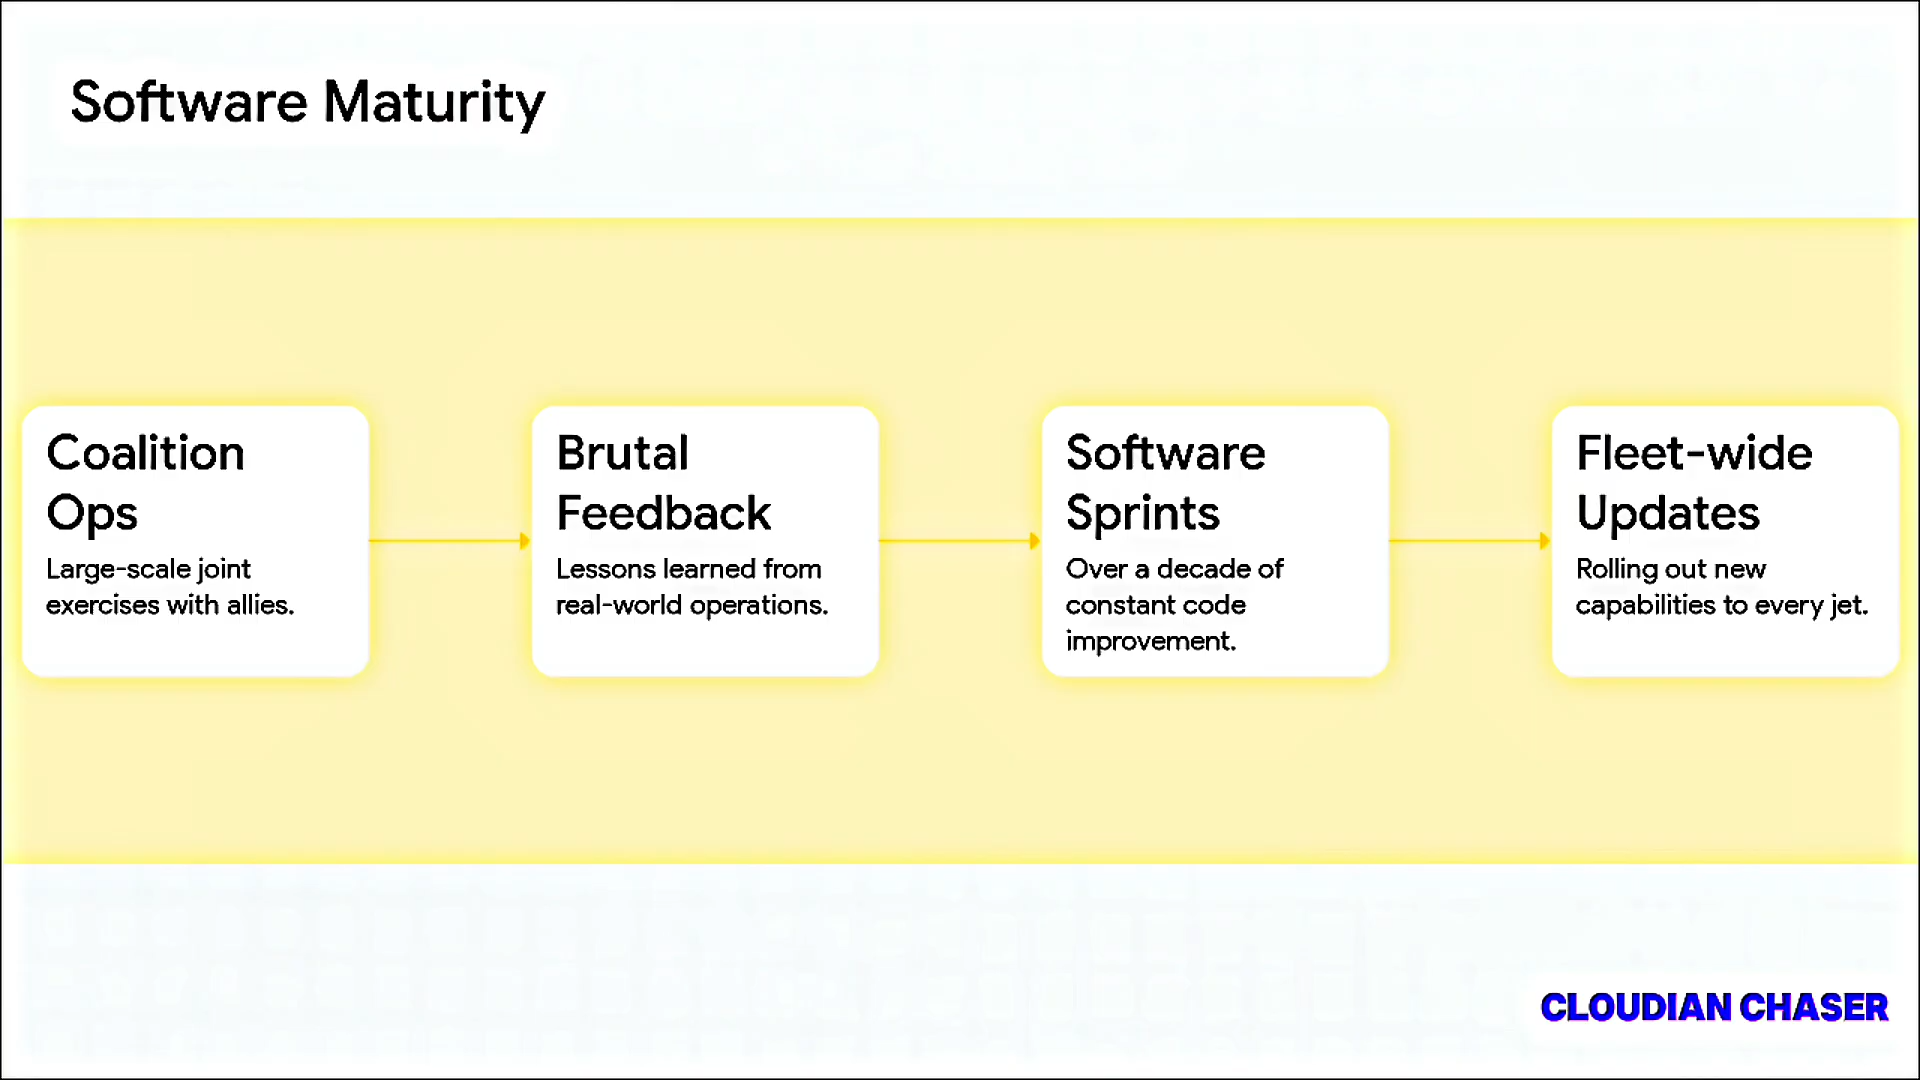 Software Maturity
Coalition
Ops
Large-scale joint
exercises with allies.
Brutal
Feedback
Lessons learned from
real-world operations.
Software
Sprints
Over a decade of
constant code
improvement.
Fleet-wide
Updates
Rolling out new
capabilities to every jet.
CLOUDIAN CHASER